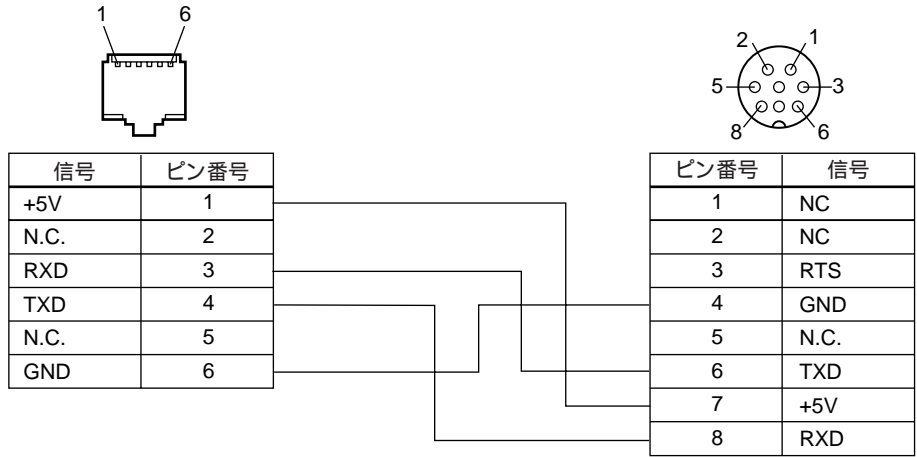 1 6
2 1
5 3
8 6
信号 ピン番号
+5V 1
N.C. 2
RXD 3
TXD 4
N.C. 5
GND 6
ピン番号 信号
1 NC
2 NC
3 RTS
4 GND
5 N.C.
6 TXD
7 +5V
8 RXD